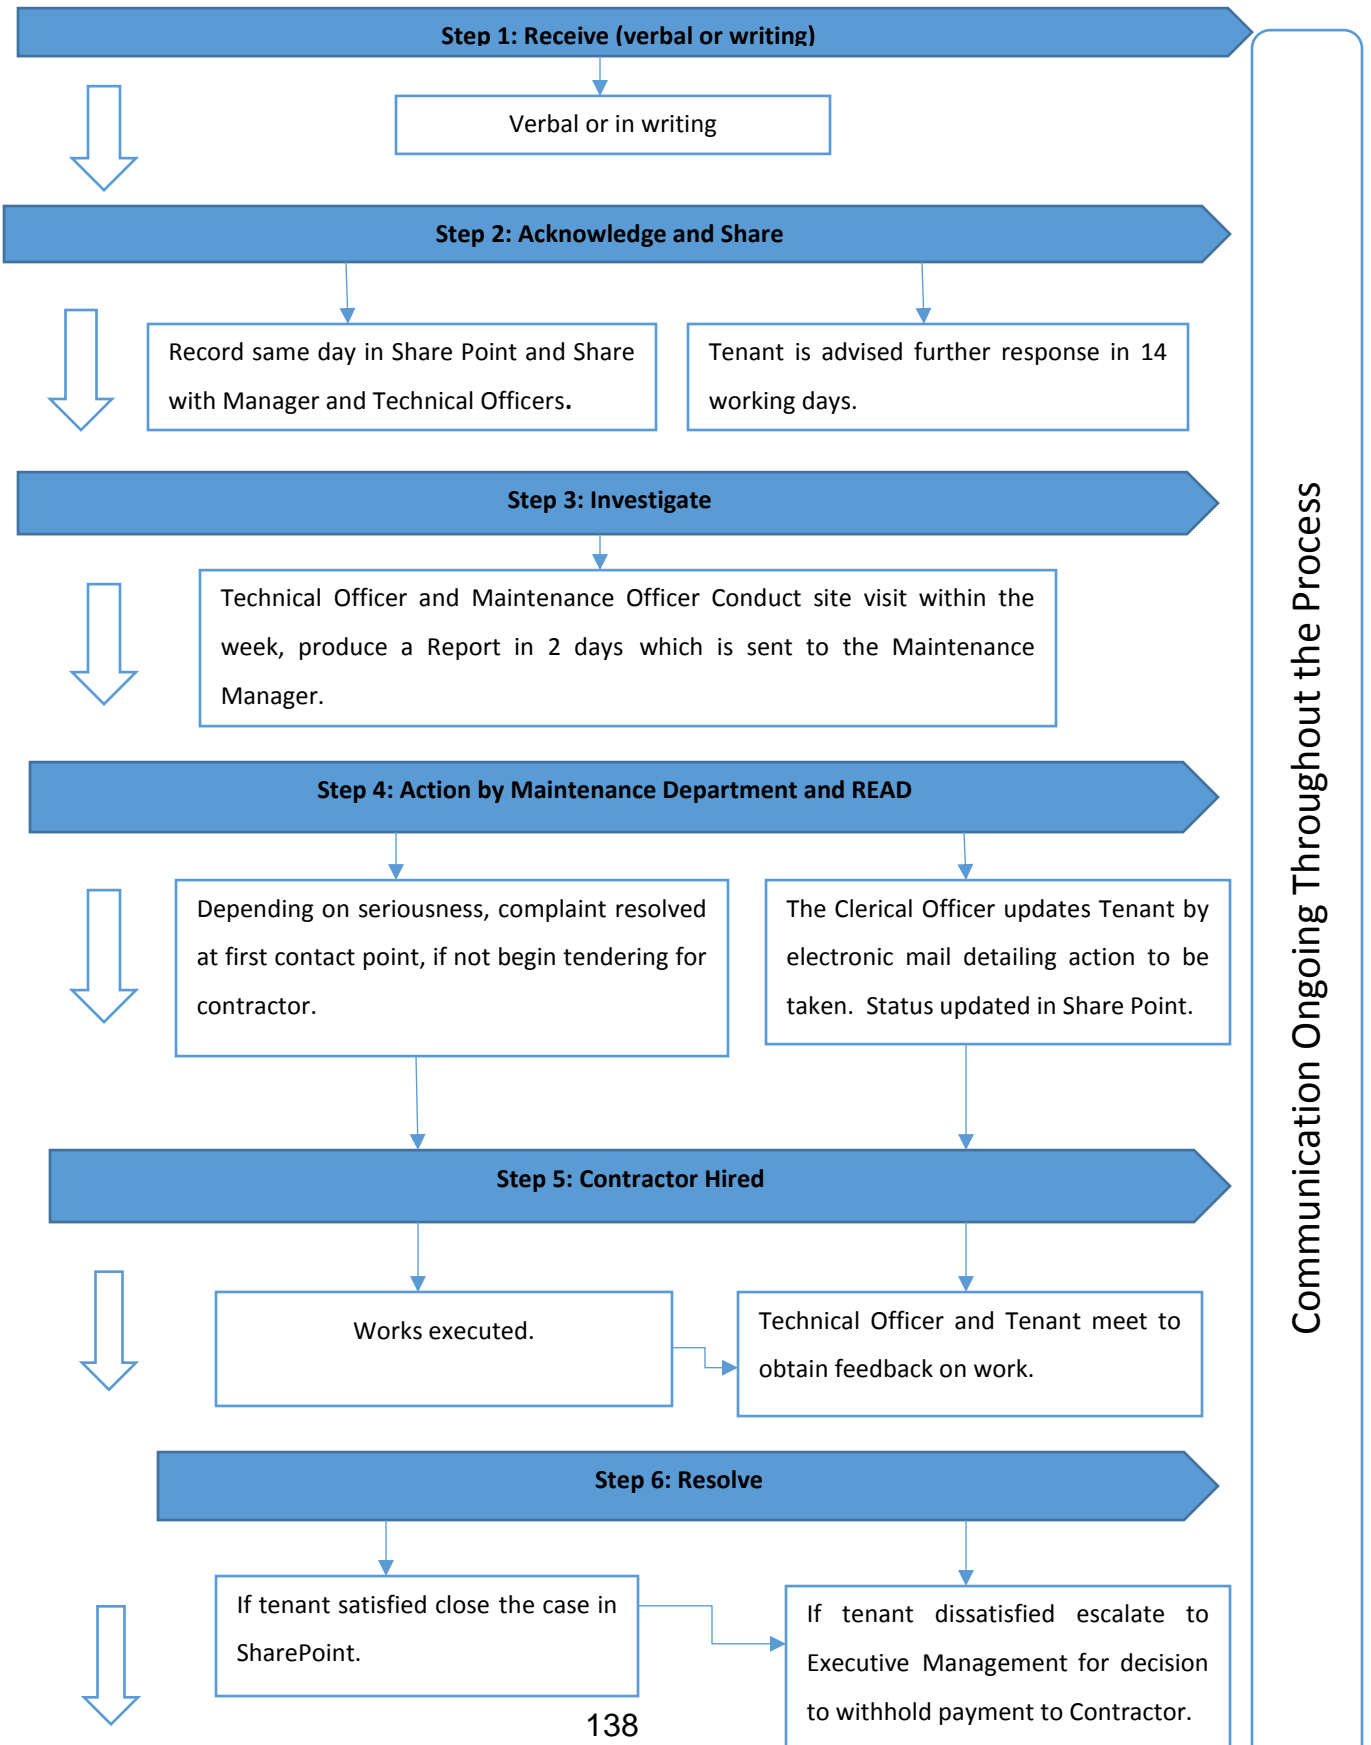 Step 1: Receive (verbal or writing)
Verbal or in writing
Step 2: Acknowledge and Share
Record same day in Share Point and Share
with Manager and Technical Officers.
Tenant is advised further response in 14
working days.
Step 3: Investigate
Technical Officer and Maintenance Officer Conduct site visit within the
week, produce a Report in 2 days which is sent to the Maintenance
Manager.
Step 4: Action by Maintenance Department and READ
Depending on seriousness, complaint resolved
at first contact point, if not begin tendering for
contractor.
The Clerical Officer updates Tenant by
electronic mail detailing action to be
taken. Status updated in Share Point.
Step 5: Contractor Hired
Works executed.
Technical Officer and Tenant meet to
obtain feedback on work.
Step 6: Resolve
If tenant satisfied close the case in
SharePoint.
If tenant dissatisfied escalate to
Executive Management for decision
to withhold payment to Contractor.
Communication Ongoing Throughout the Process
138